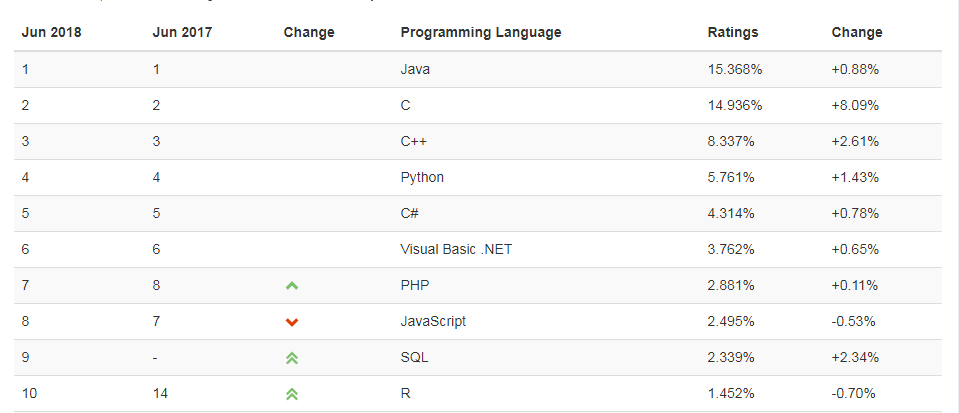 Jun 2018 Jun 2017 Change Programming Language Ratings Change
1 1 Java 15.368% +0.88%
2 2 C 14.936% +8.09%
3 3 C++ 8.337% +2.61%
4 4 Python 5.761% +1.43%
5 5 C# 4.314% +0.78%
6 6 Visual Basic .NET 3.762% +0.65%
7 8 PHP 2.881% +0.11%
8 7 JavaScript 2.495% -0.53%
9 - SQL 2.339% +2.34%
10 14 R 1.452% -0.70%